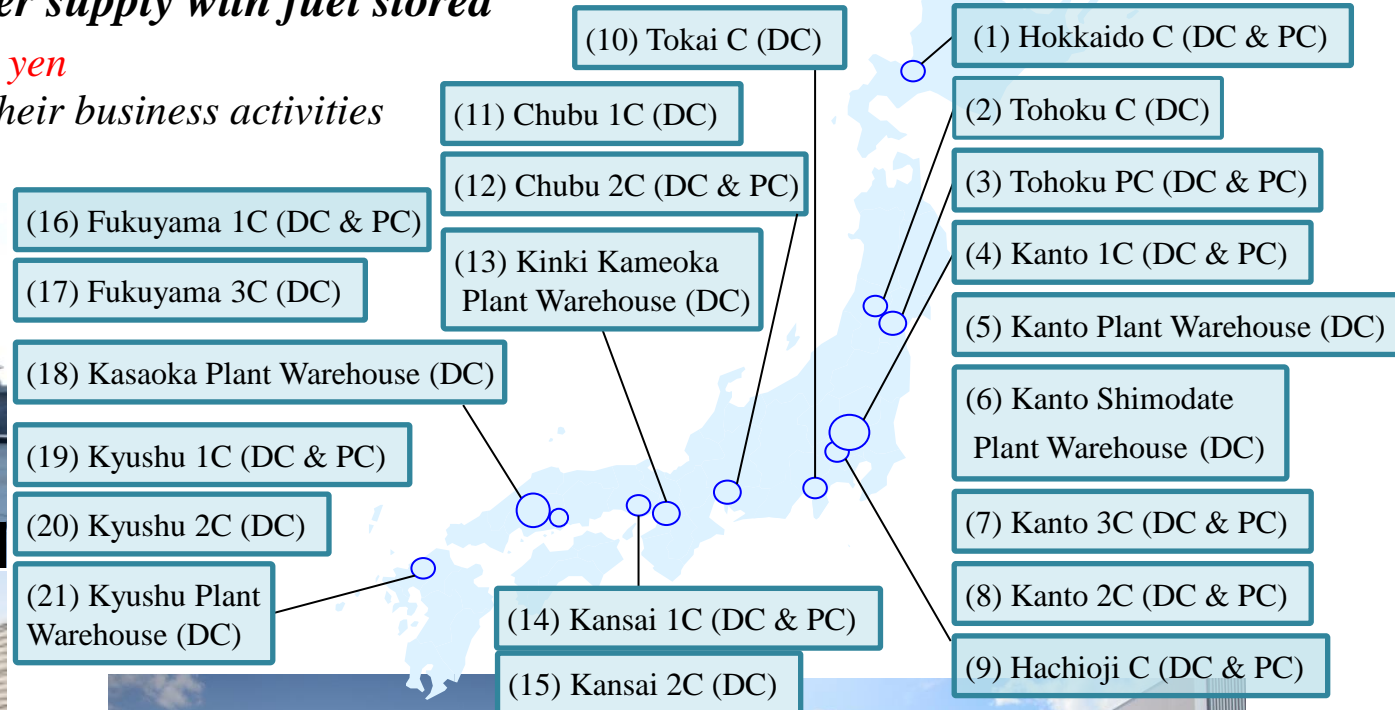 er supply with fuel stored
yen
heir business activities
(10) Tokai C (DC)
(11) Chubu 1C (DC)
(12) Chubu 2C (DC & PC)
(13) Kinki Kameoka
Plant Warehouse (DC)
(16) Fukuyama 1C (DC & PC)
(17) Fukuyama 3C (DC)
(18) Kasaoka Plant Warehouse (DC)
(19) Kyushu 1C (DC & PC)
(20) Kyushu 2C (DC)
(21) Kyushu Plant
Warehouse (DC)
(14) Kansai 1C (DC & PC)
(15) Kansai 2C (DC)
(1) Hokkaido C (DC & PC)
(2) Tohoku C (DC)
(3) Tohoku PC (DC & PC)
(4) Kanto 1C (DC & PC)
(5) Kanto Plant Warehouse (DC)
(6) Kanto Shimodate
Plant Warehouse (DC)
(7) Kanto 3C (DC & PC)
(8) Kanto 2C (DC & PC)
(9) Hachioji C (DC & PC)